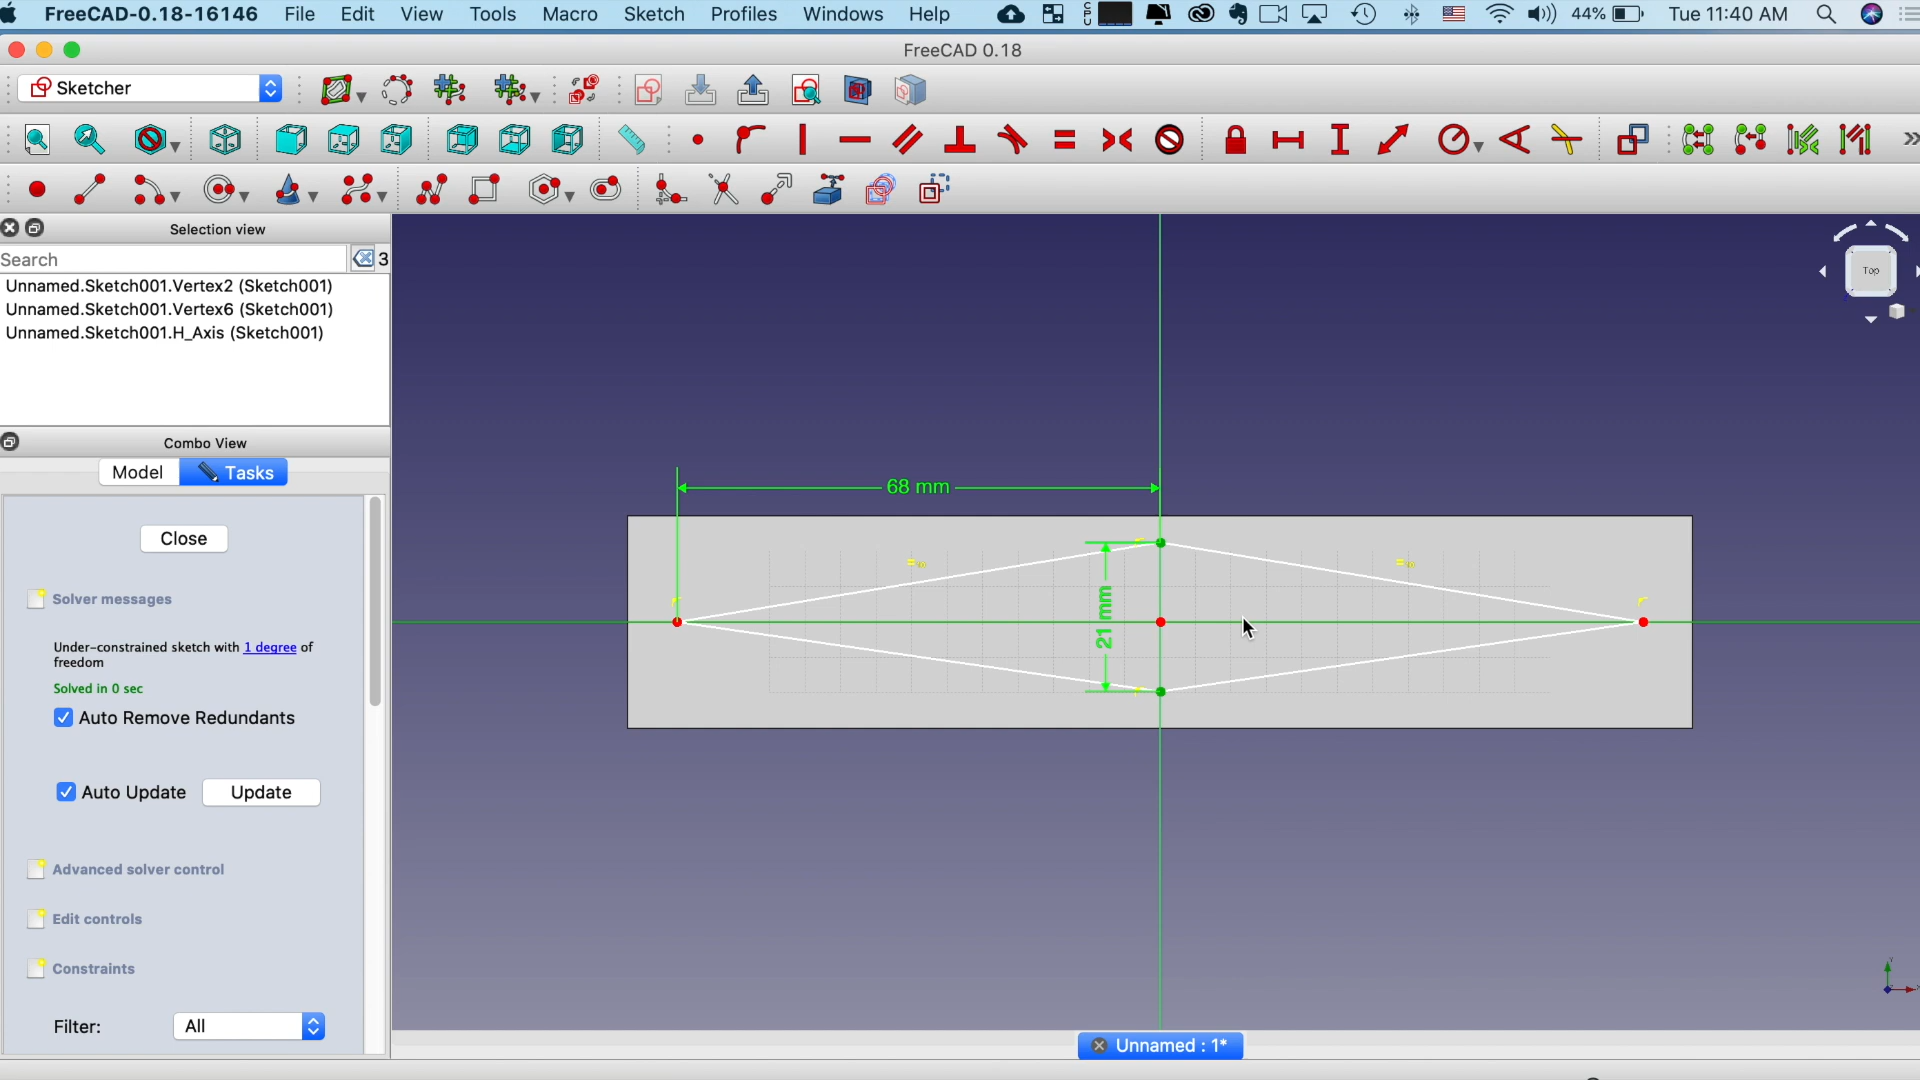 FreeCAD-0.18-16146 File Edit View Tools Macro Sketch Profiles Windows Help CPU 44% Tue 11:40 AM
FreeCAD 0.18
Sketcher
Selection view
Search 3
Unnamed.Sketch001.Vertex2 (Sketch001)
Unnamed.Sketch001.Vertex6 (Sketch001)
Unnamed.Sketch001.H_Axis (Sketch001)
Combo View
Model Tasks
Close
Solver messages
Under-constrained sketch with 1 degree of
freedom
Solved in 0 sec
Auto Remove Redundants
Auto Update Update
Advanced solver control
Edit controls
Constraints
Filter: All
Top
68 mm
21 mm
Unnamed : 1*